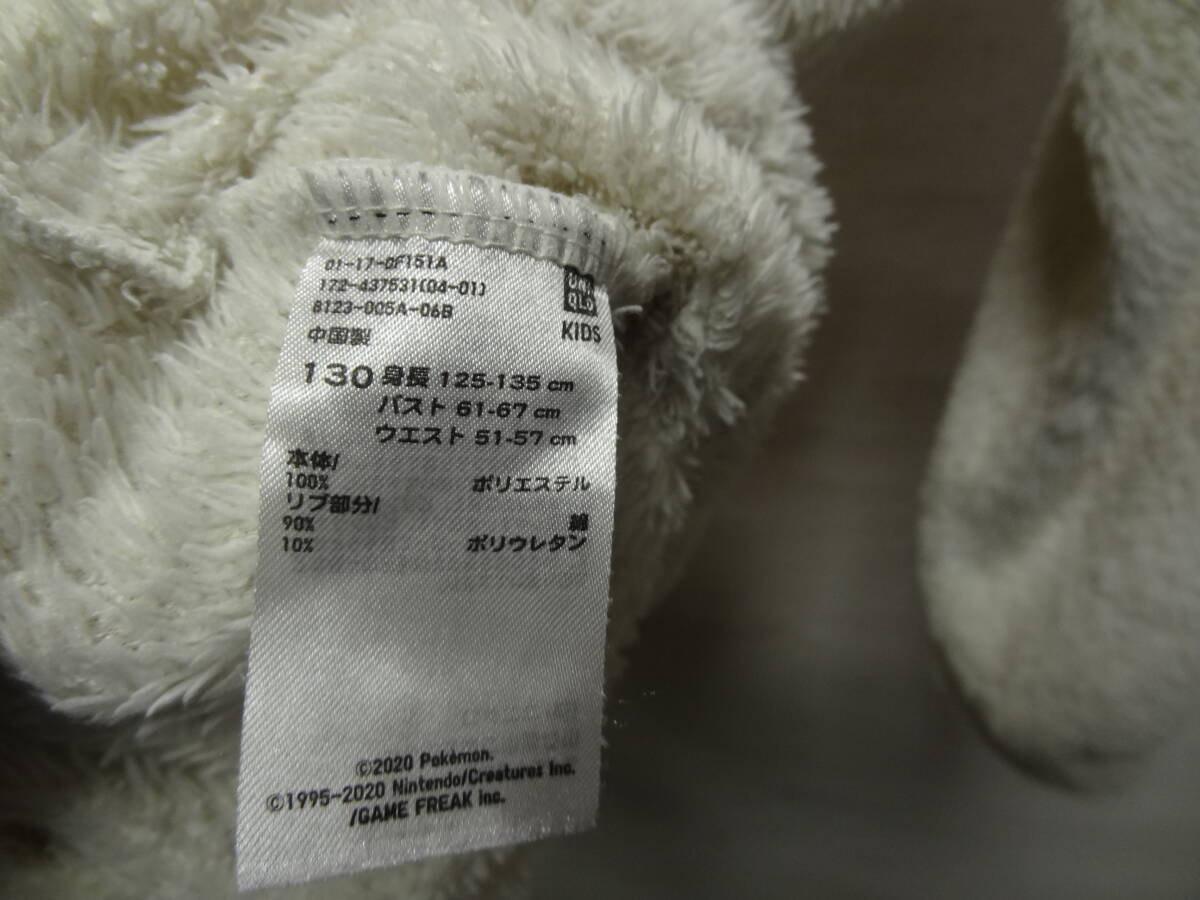 01-17-0F151A
172-437531(04-01)
8123-005A-06B
中国製
UNI
QLO
KIDS
130 身長 125-135 cm
バスト 61-67 cm
ウエスト 51-57 cm
本体/
100% ポリエステル
リブ部分/
90% 綿
10% ポリウレタン
©2020 Pokémon.
©1995-2020 Nintendo/Creatures Inc.
/GAME FREAK inc.